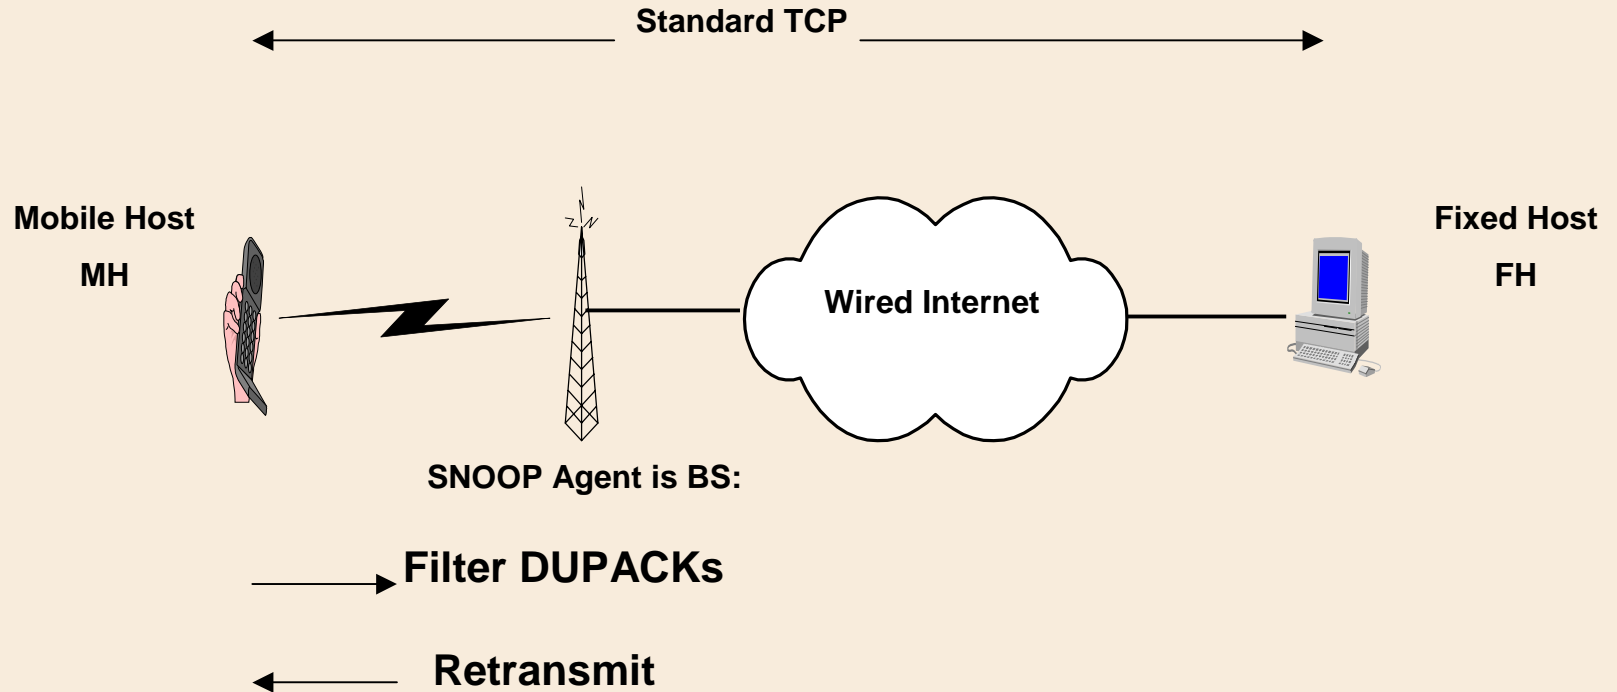 Standard TCP
Mobile Host
MH
Wired Internet
Fixed Host
FH
SNOOP Agent is BS:
Filter DUPACKs
Retransmit